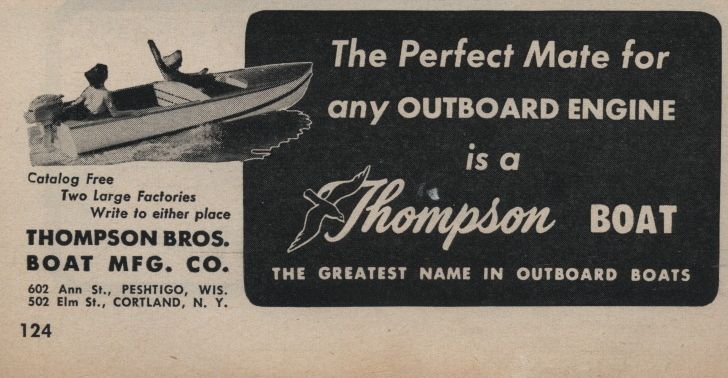 The Perfect Mate for
any OUTBOARD ENGINE
is a
Thompson BOAT
THE GREATEST NAME IN OUTBOARD BOATS
Catalog Free
Two Large Factories
Write to either place
THOMPSON BROS.
BOAT MFG. CO.
602 Ann St., PESHTIGO, WIS.
502 Elm St., CORTLAND, N. Y.
124